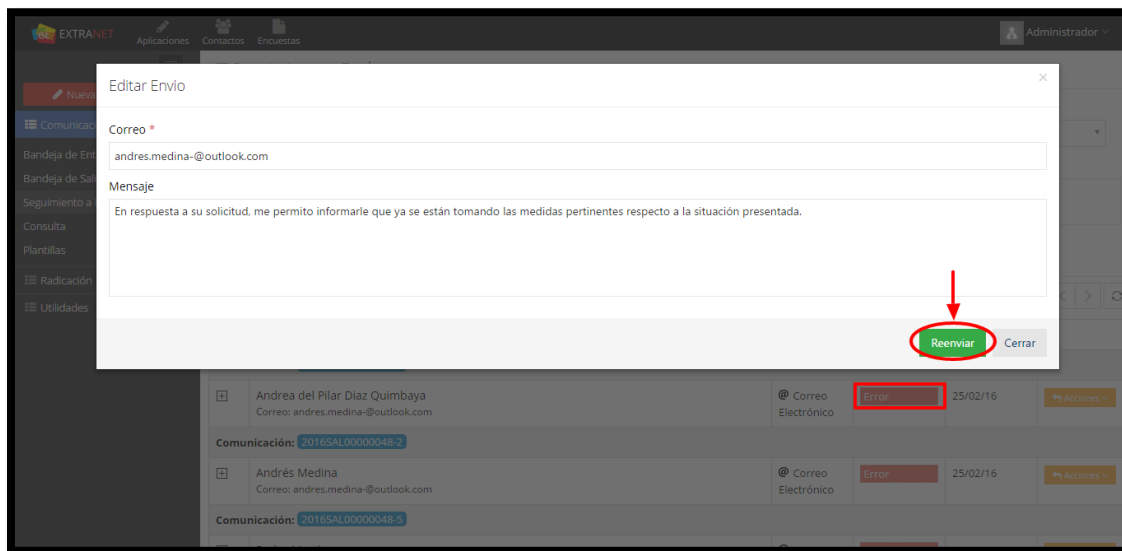 ec EXTRANET
Aplicaciones Contactos Encuestas
Administrador
Editar Envio ×
Nueva
Comunicaci
Correo *
Bandeja de Ent
andres.medina-@outlook.com
Bandeja de Sali
Mensaje
Seguimiento a
En respuesta a su solicitud, me permito informarle que ya se están tomando las medidas pertinentes respecto a la situación presentada.
Consulta
Plantillas
Radicación
Utilidades
Reenviar Cerrar
Andrea del Pilar Diaz Quimbaya @ Correo Error 25/02/16 Acciones
Correo: andres.medina-@outlook.com Electrónico
Comunicación: 2016SAL00000048-2
Andrés Medina @ Correo Error 25/02/16 Acciones
Correo: andres.medina-@outlook.com Electrónico
Comunicación: 2016SAL00000048-5